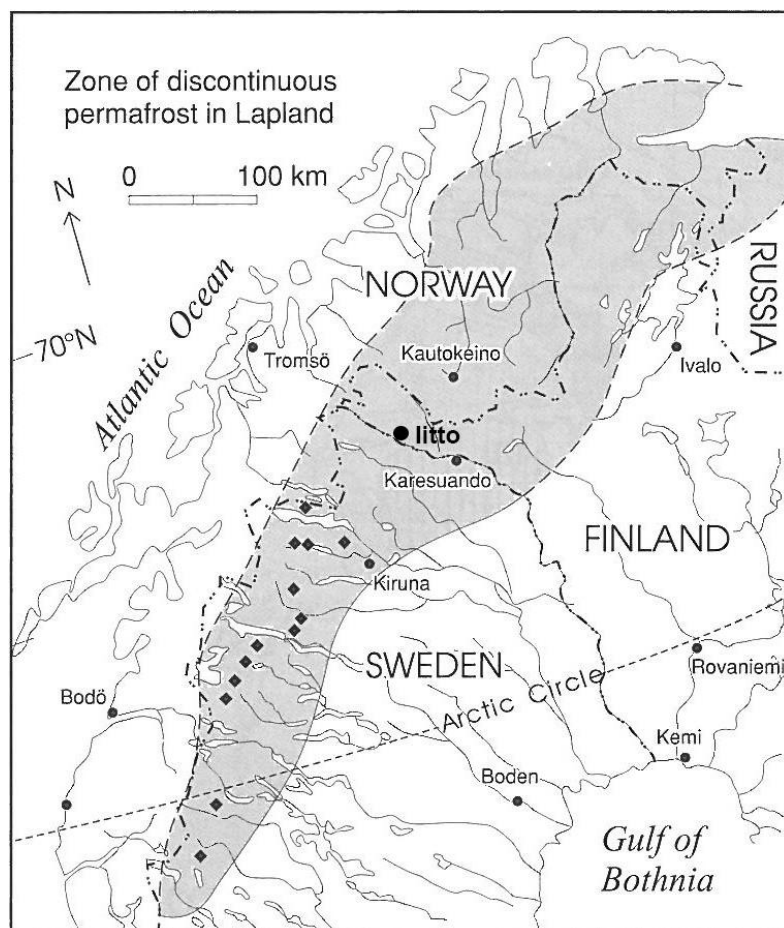 Zone of discontinuous
permafrost in Lapland
0 100 km
N
Atlantic Ocean
NORWAY
RUSSIA
70°N
Tromsö
Kautokeino
Ivalo
Iitto
Karesuando
FINLAND
Kiruna
SWEDEN
Rovaniemi
Bodö
Arctic Circle
Kemi
Boden
Gulf of
Bothnia